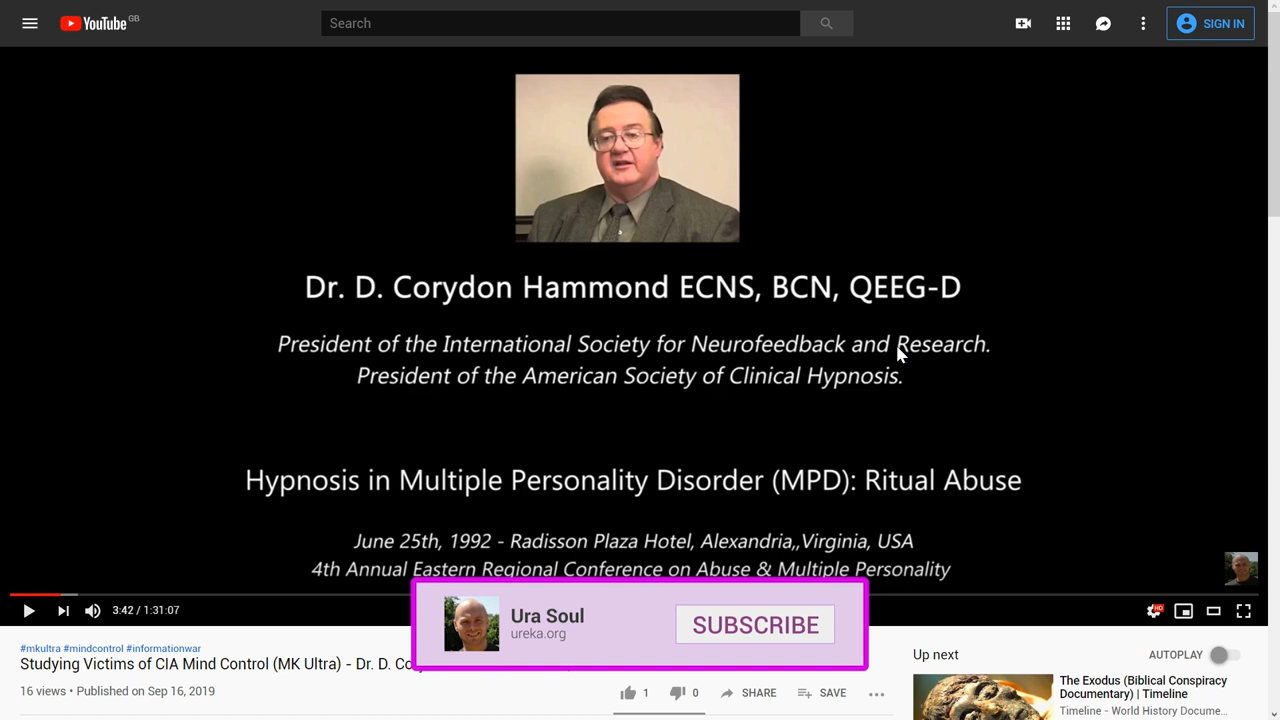 YouTube GB
Search
SIGN IN
Dr. D. Corydon Hammond ECNS, BCN, QEEG-D
President of the International Society for Neurofeedback and Research.
President of the American Society of Clinical Hypnosis.
Hypnosis in Multiple Personality Disorder (MPD): Ritual Abuse
June 25th, 1992 - Radisson Plaza Hotel, Alexandria,,Virginia, USA
4th Annual Eastern Regional Conference on Abuse & Multiple Personality
3:42 / 1:31:07
HD
Ura Soul
ureka.org
SUBSCRIBE
#mkultra #mindcontrol #informationwar
Studying Victims of CIA Mind Control (MK Ultra) - Dr. D.
16 views • Published on Sep 16, 2019
1
0
SHARE
SAVE
Up next
AUTOPLAY
The Exodus (Biblical Conspiracy
Documentary) | Timeline
Timeline - World History Docume...